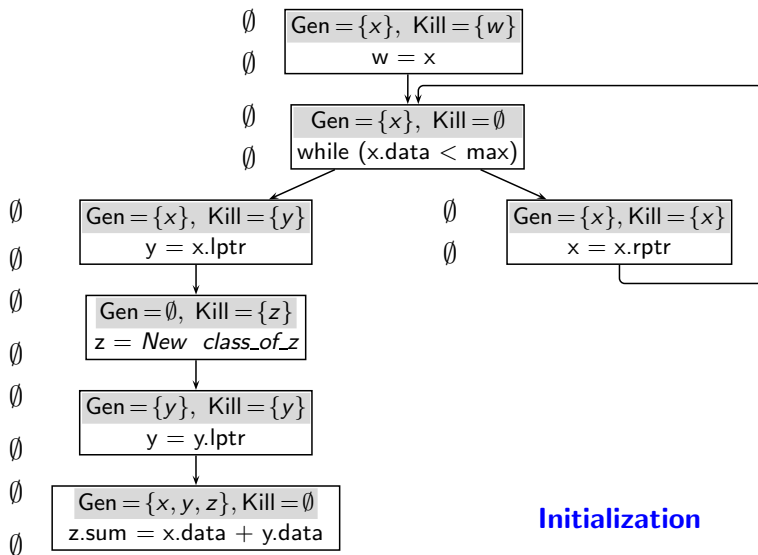 ∅
Gen = {x}, Kill = {w}
∅
w = x
∅
Gen = {x}, Kill = ∅
∅
while (x.data < max)
∅
Gen = {x}, Kill = {y}
∅
y = x.lptr
∅
Gen = {x}, Kill = {x}
∅
x = x.rptr
∅
Gen = ∅, Kill = {z}
∅
z = New class_of_z
∅
Gen = {y}, Kill = {y}
∅
y = y.lptr
∅
Gen = {x, y, z}, Kill = ∅
∅
z.sum = x.data + y.data
Initialization